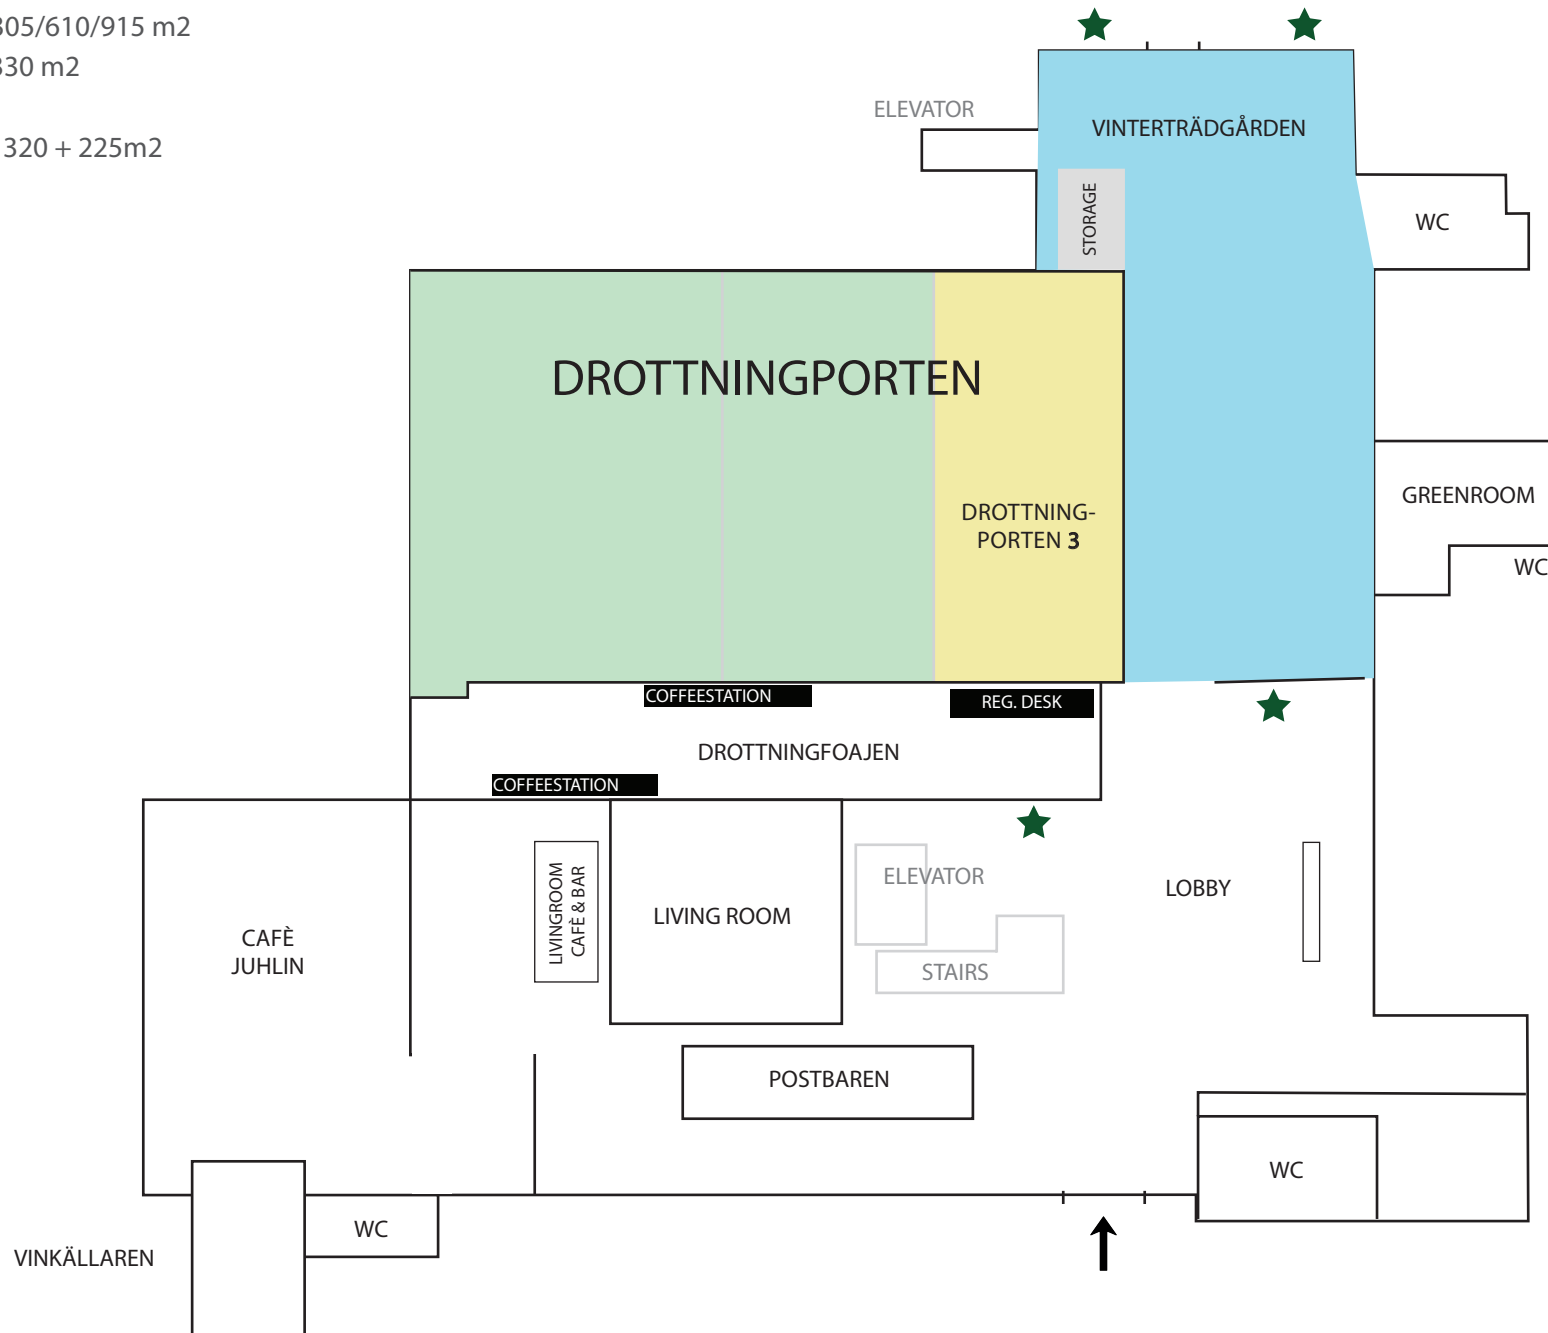 305/610/915 m2
330 m2
320 + 225m2
ELEVATOR
VINTERTRÄDGÅRDEN
STORAGE
WC
DROTTNINGPORTEN
GREENROOM
DROTTNING-
PORTEN 3
WC
COFFEESTATION
REG. DESK
DROTTNINGFOAJEN
COFFEESTATION
LIVINGROOM
CAFÈ & BAR
ELEVATOR
LOBBY
LIVING ROOM
CAFÈ
JUHLIN
STAIRS
POSTBAREN
WC
WC
VINKÄLLAREN